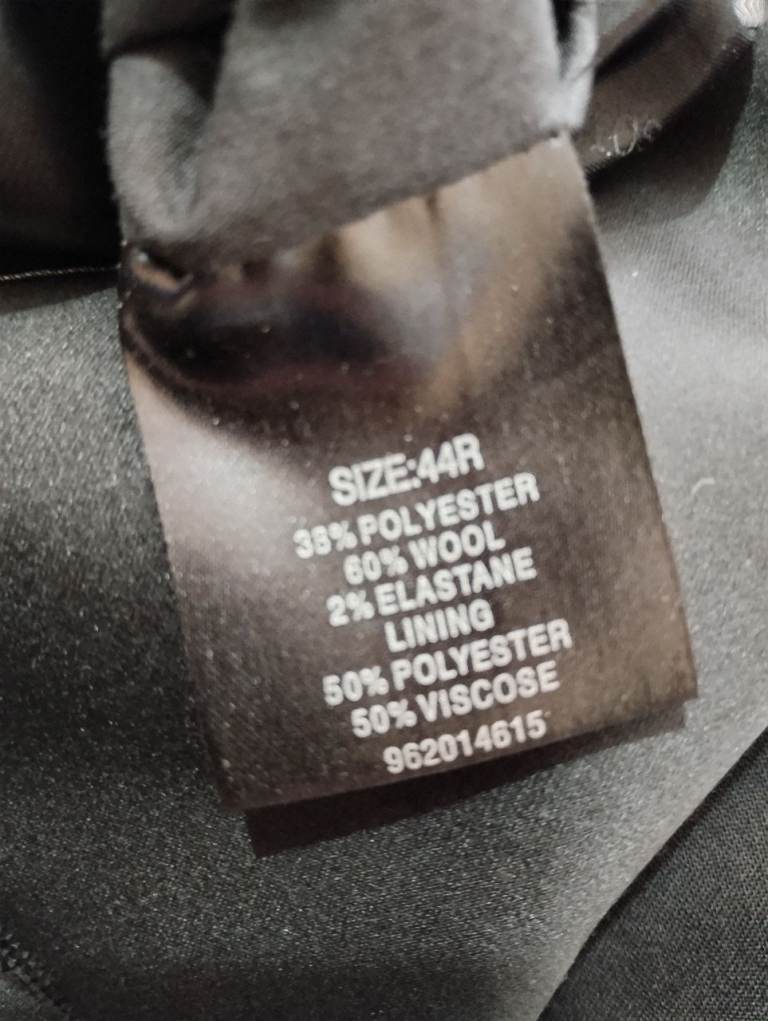 SIZE:44R
38% POLYESTER
60% WOOL
2% ELASTANE
LINING
50% POLYESTER
50% VISCOSE
962014615